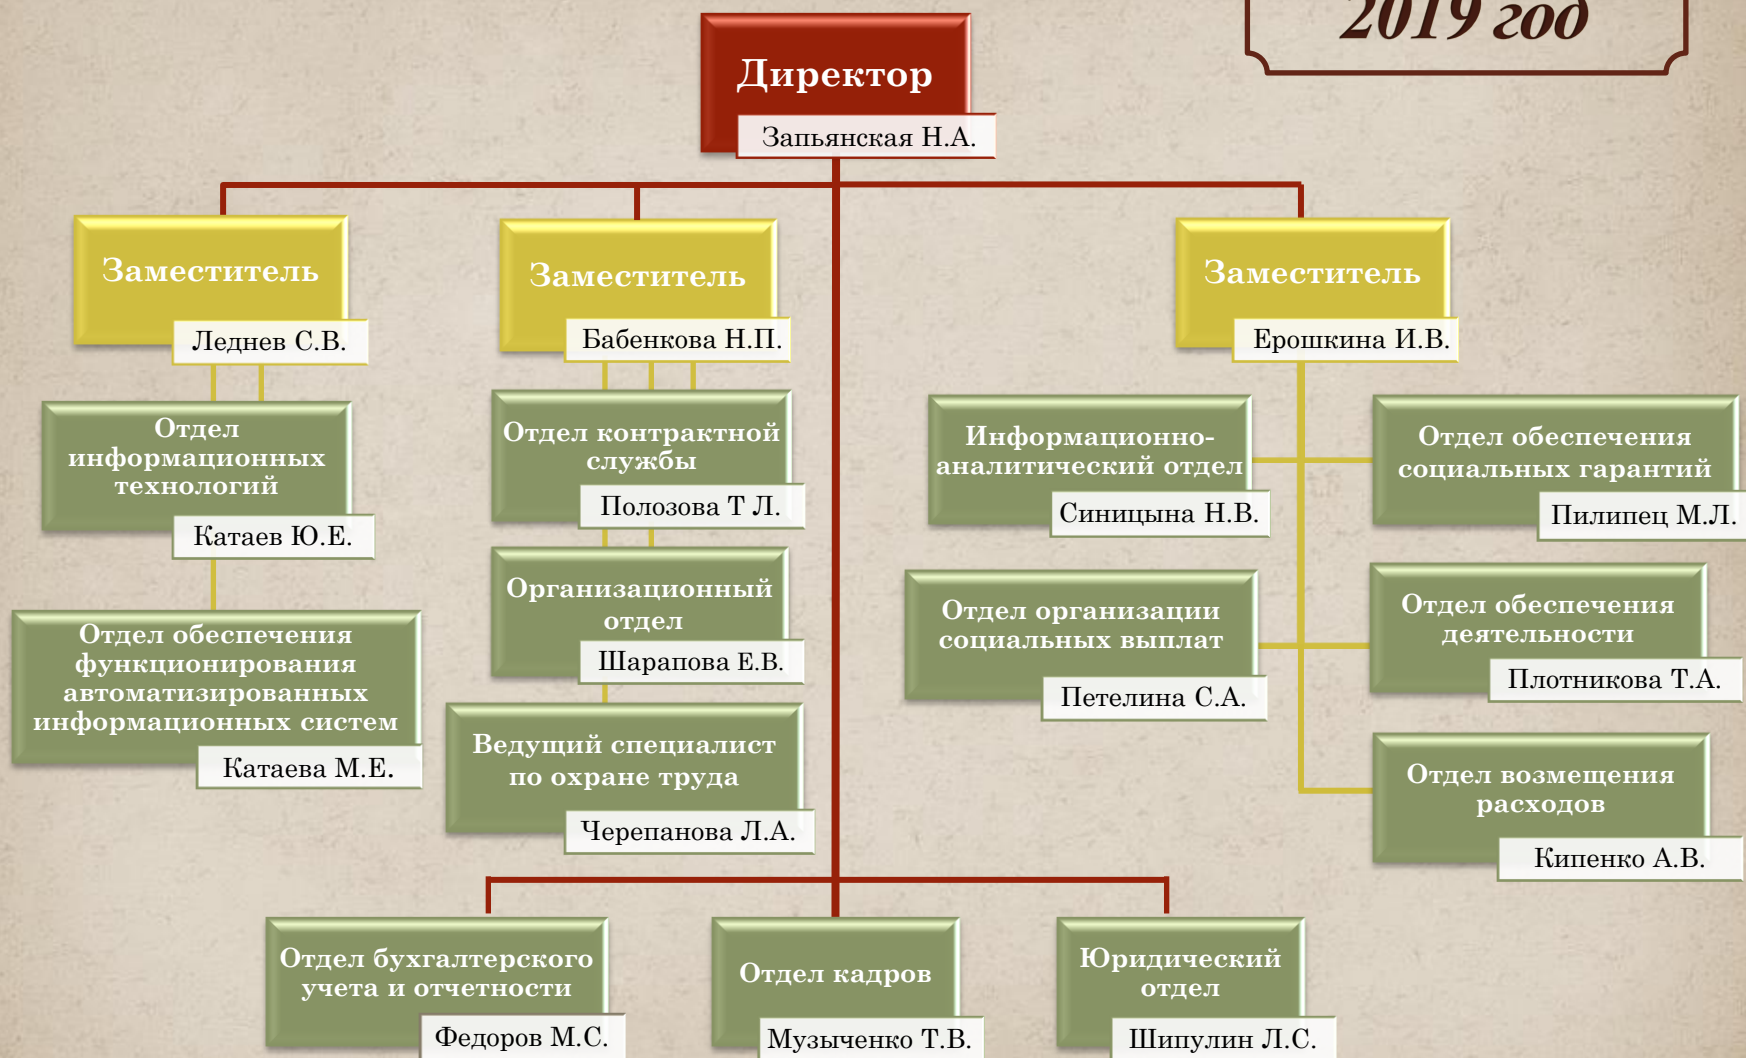 2019 год
Директор
Запьянская Н.А.
Заместитель
Леднев С.В.
Заместитель
Бабенкова Н.П.
Заместитель
Ерошкина И.В.
Отдел
информационных
технологий
Катаев Ю.Е.
Отдел обеспечения
функционирования
автоматизированных
информационных систем
Катаева М.Е.
Отдел контрактной
службы
Полозова Т Л.
Организационный
отдел
Шарапова Е.В.
Ведущий специалист
по охране труда
Черепанова Л.А.
Информационно-
аналитический отдел
Синицына Н.В.
Отдел организации
социальных выплат
Петелина С.А.
Отдел обеспечения
социальных гарантий
Пилипец М.Л.
Отдел обеспечения
деятельности
Плотникова Т.А.
Отдел возмещения
расходов
Кипенко А.В.
Отдел бухгалтерского
учета и отчетности
Федоров М.С.
Отдел кадров
Музыченко Т.В.
Юридический
отдел
Шипулин Л.С.